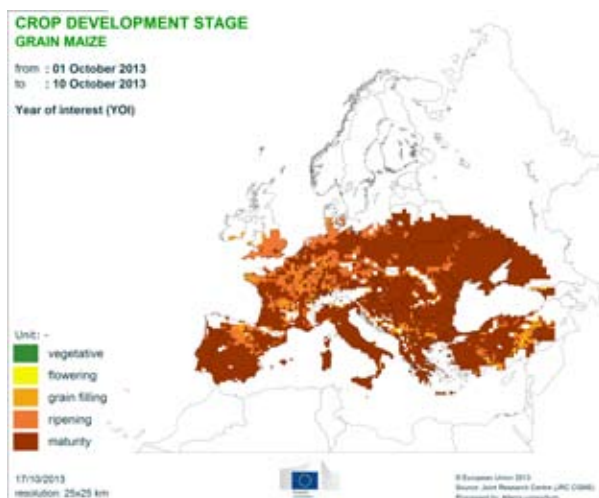 CROP DEVELOPMENT STAGE
GRAIN MAIZE
from : 01 October 2013
to : 10 October 2013
Year of interest (YOI)
Unit: -
vegetative
flowering
grain filling
ripening
maturity
17/10/2013
resolution: 25x25 km
© European Union 2013
Source: Joint Research Centre (JRC